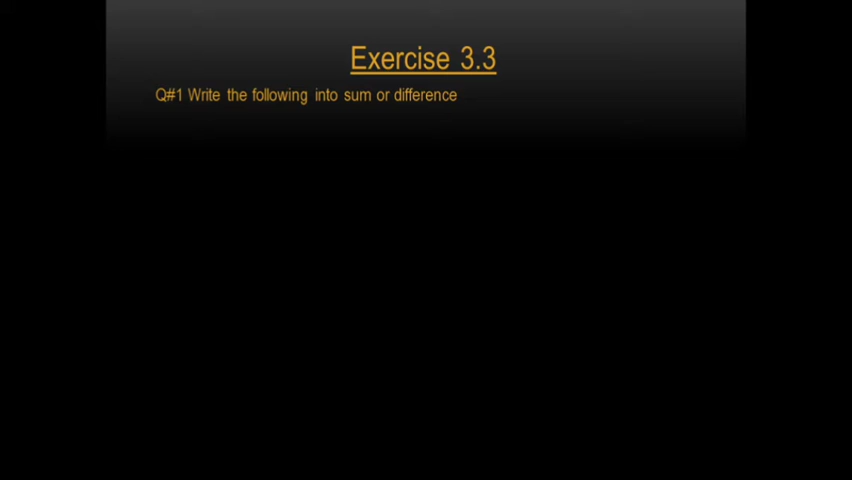 Exercise 3.3
Q#1 Write the following into sum or difference